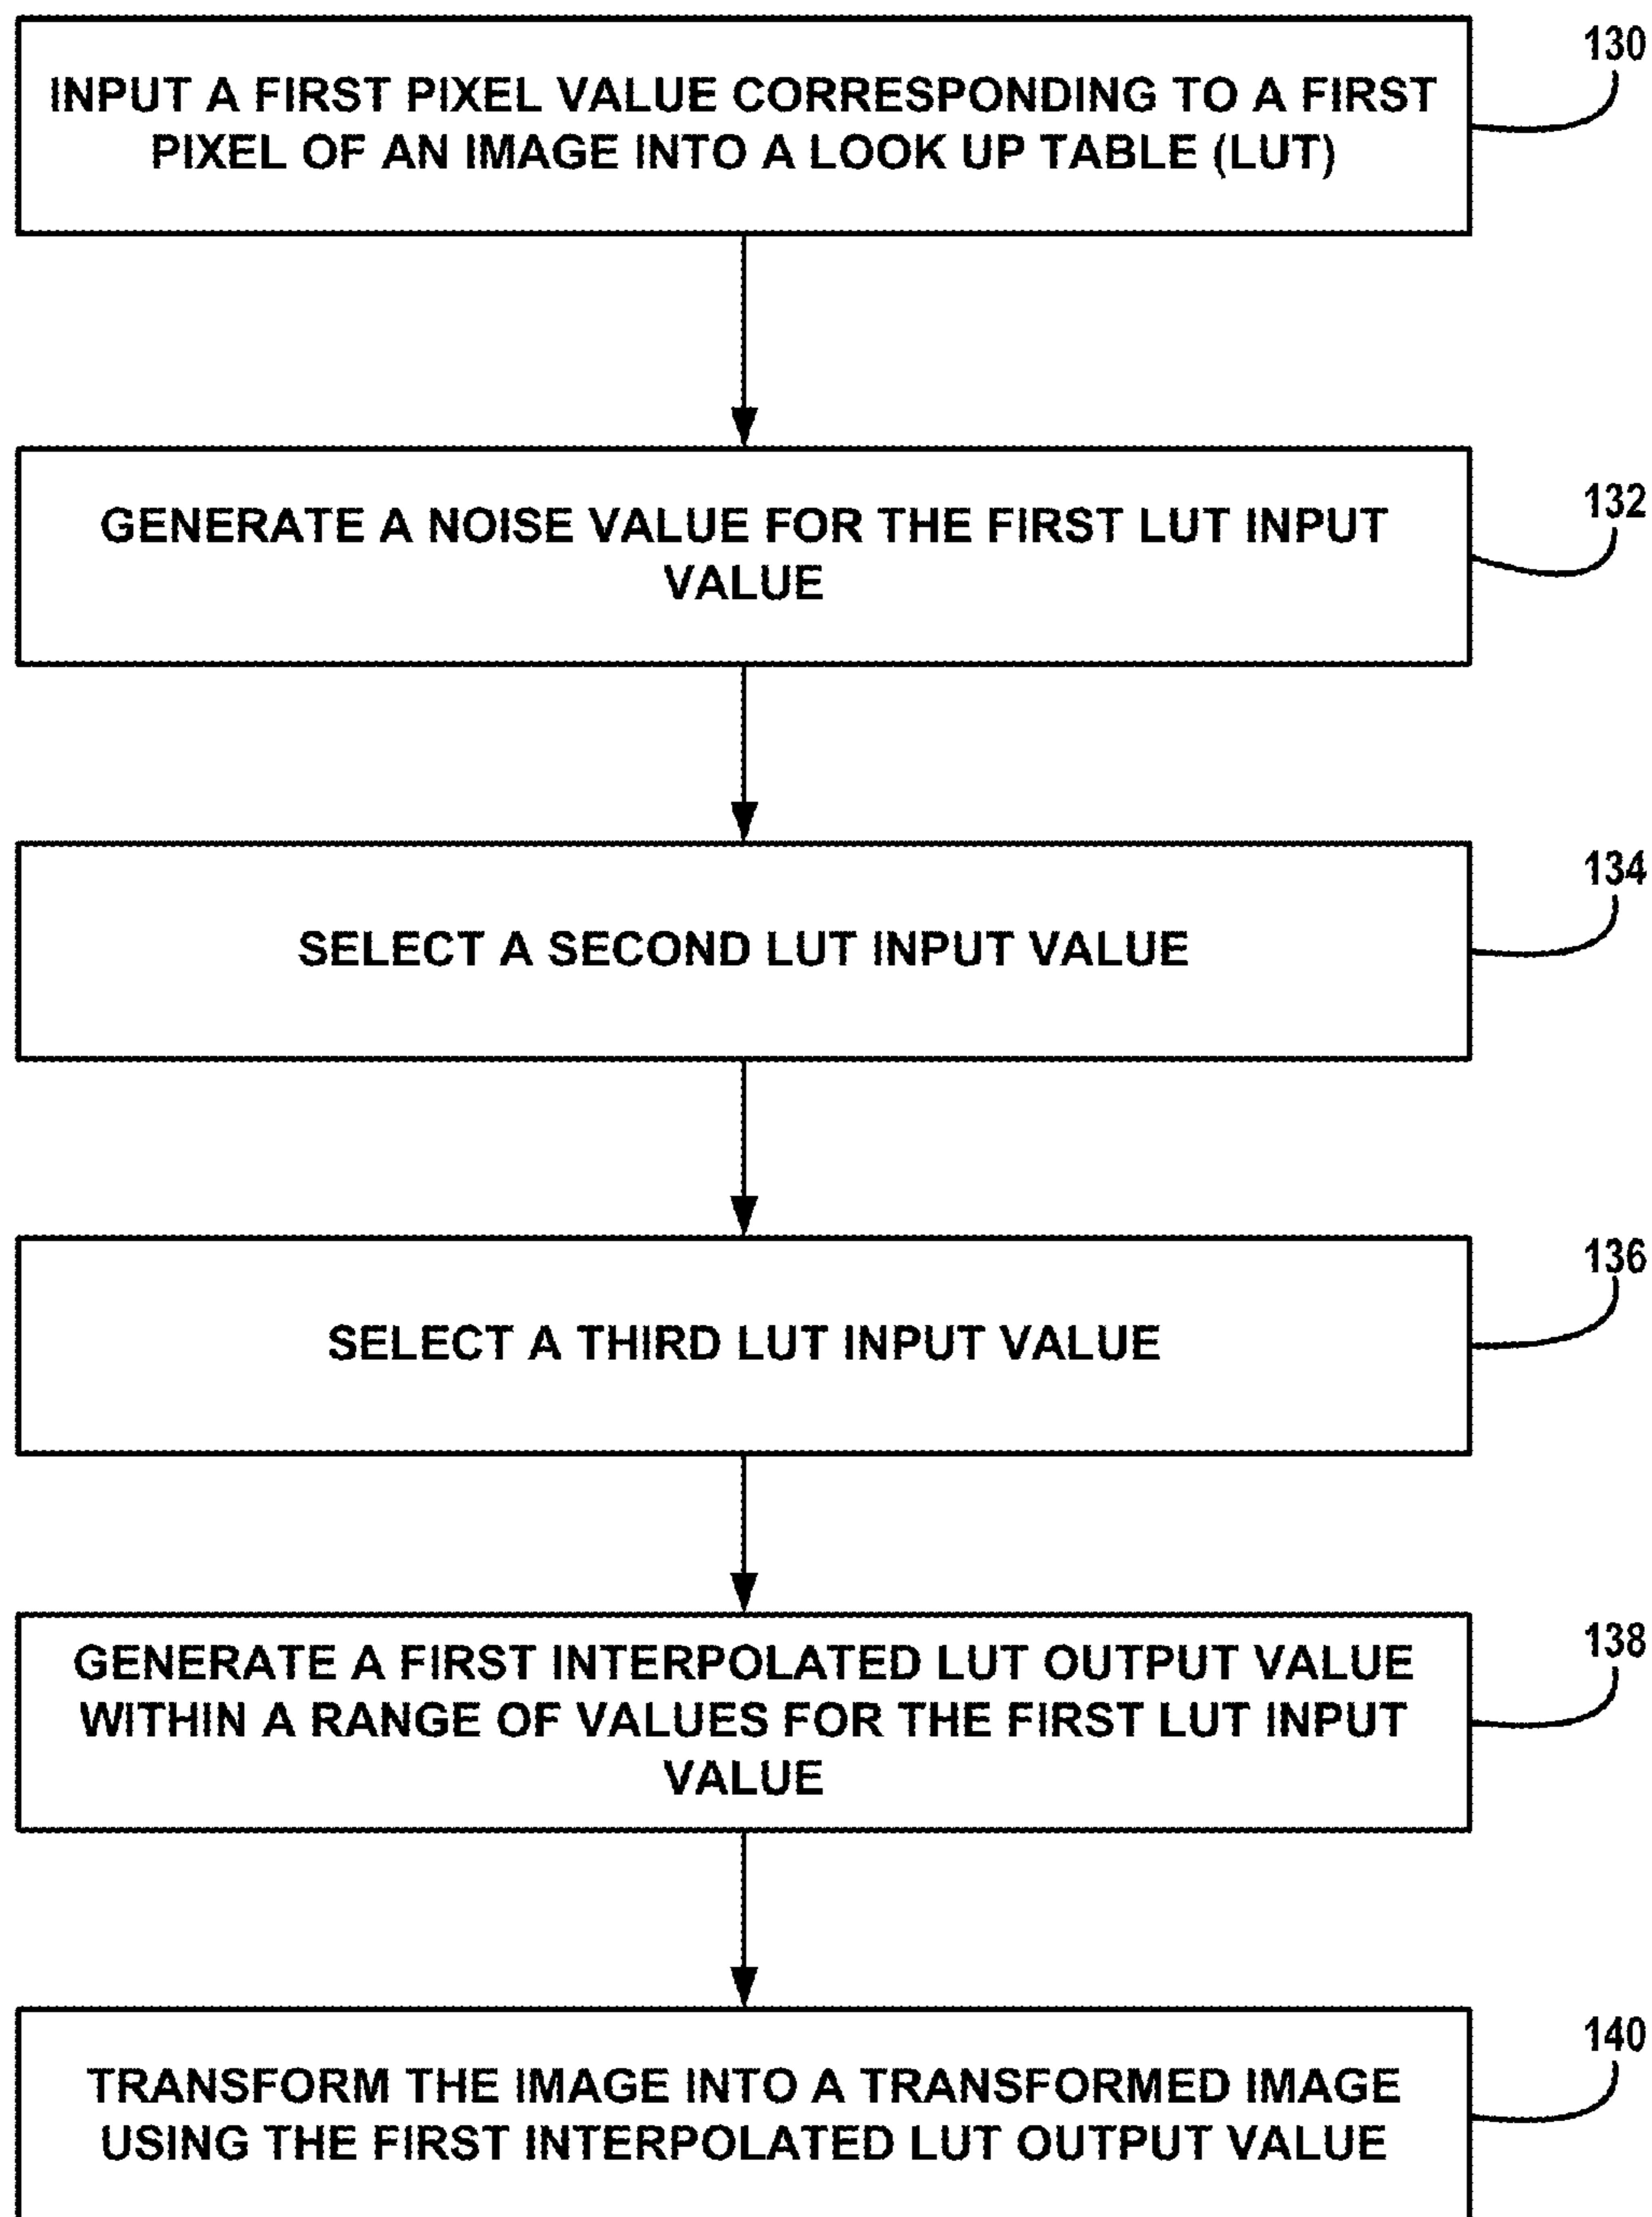 130
INPUT A FIRST PIXEL VALUE CORRESPONDING TO A FIRST
PIXEL OF AN IMAGE INTO A LOOK UP TABLE (LUT)
132
GENERATE A NOISE VALUE FOR THE FIRST LUT INPUT
VALUE
134
SELECT A SECOND LUT INPUT VALUE
136
SELECT A THIRD LUT INPUT VALUE
138
GENERATE A FIRST INTERPOLATED LUT OUTPUT VALUE
WITHIN A RANGE OF VALUES FOR THE FIRST LUT INPUT
VALUE
140
TRANSFORM THE IMAGE INTO A TRANSFORMED IMAGE
USING THE FIRST INTERPOLATED LUT OUTPUT VALUE